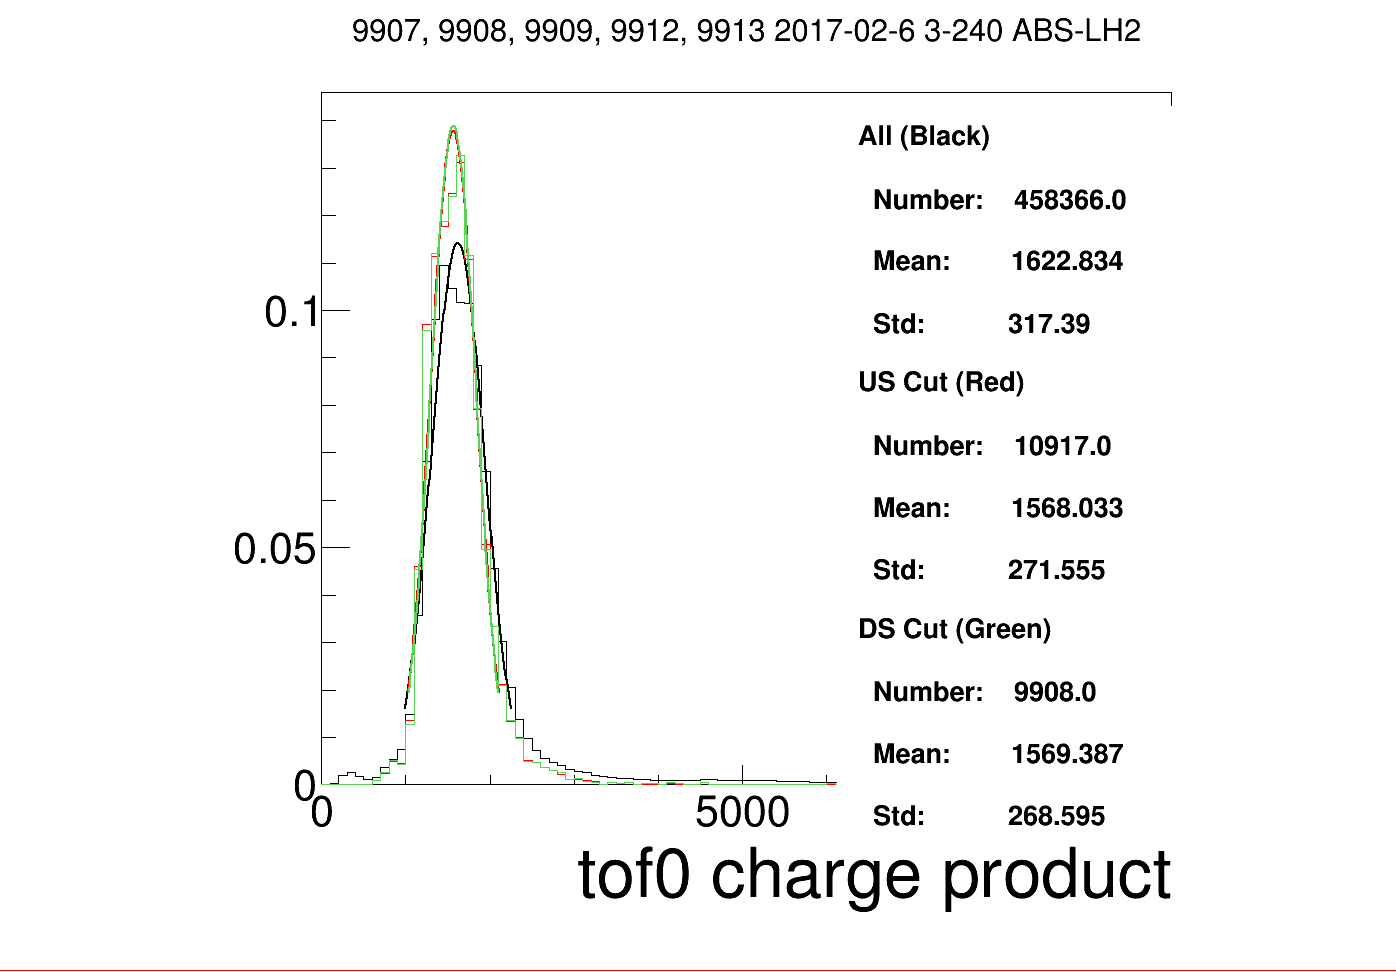 9907, 9908, 9909, 9912, 9913 2017-02-6 3-240 ABS-LH2
All (Black)
Number: 458366.0
Mean: 1622.834
Std: 317.39
US Cut (Red)
Number: 10917.0
Mean: 1568.033
Std: 271.555
DS Cut (Green)
Number: 9908.0
Mean: 1569.387
Std: 268.595
0.1
0.05
0
0 5000
tof0 charge product